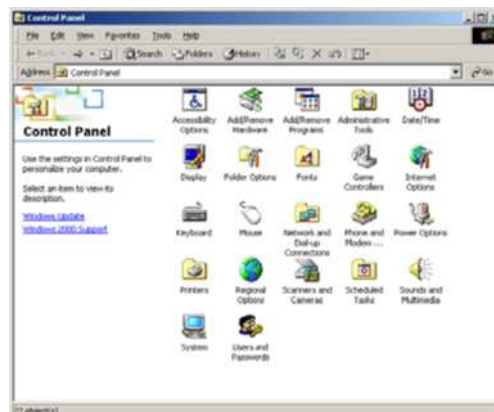 Control Panel
File Edit View Favorites Tools Help
Search Folders History
Address Control Panel Go
Control Panel
Use the settings in Control Panel to
personalize your computer.
Select an item to view its
description.
Windows Update
Windows 2000 Support
Accessibility
Options
Add/Remove
Hardware
Add/Remove
Programs
Administrative
Tools
Date/Time
Display
Folder Options
Fonts
Game
Controllers
Internet
Options
Keyboard
Mouse
Network and
Dial-up
Connections
Phone and
Modem ...
Power Options
Printers
Regional
Options
Scanners and
Cameras
Scheduled
Tasks
Sounds and
Multimedia
System
Users and
Passwords
22 object(s)